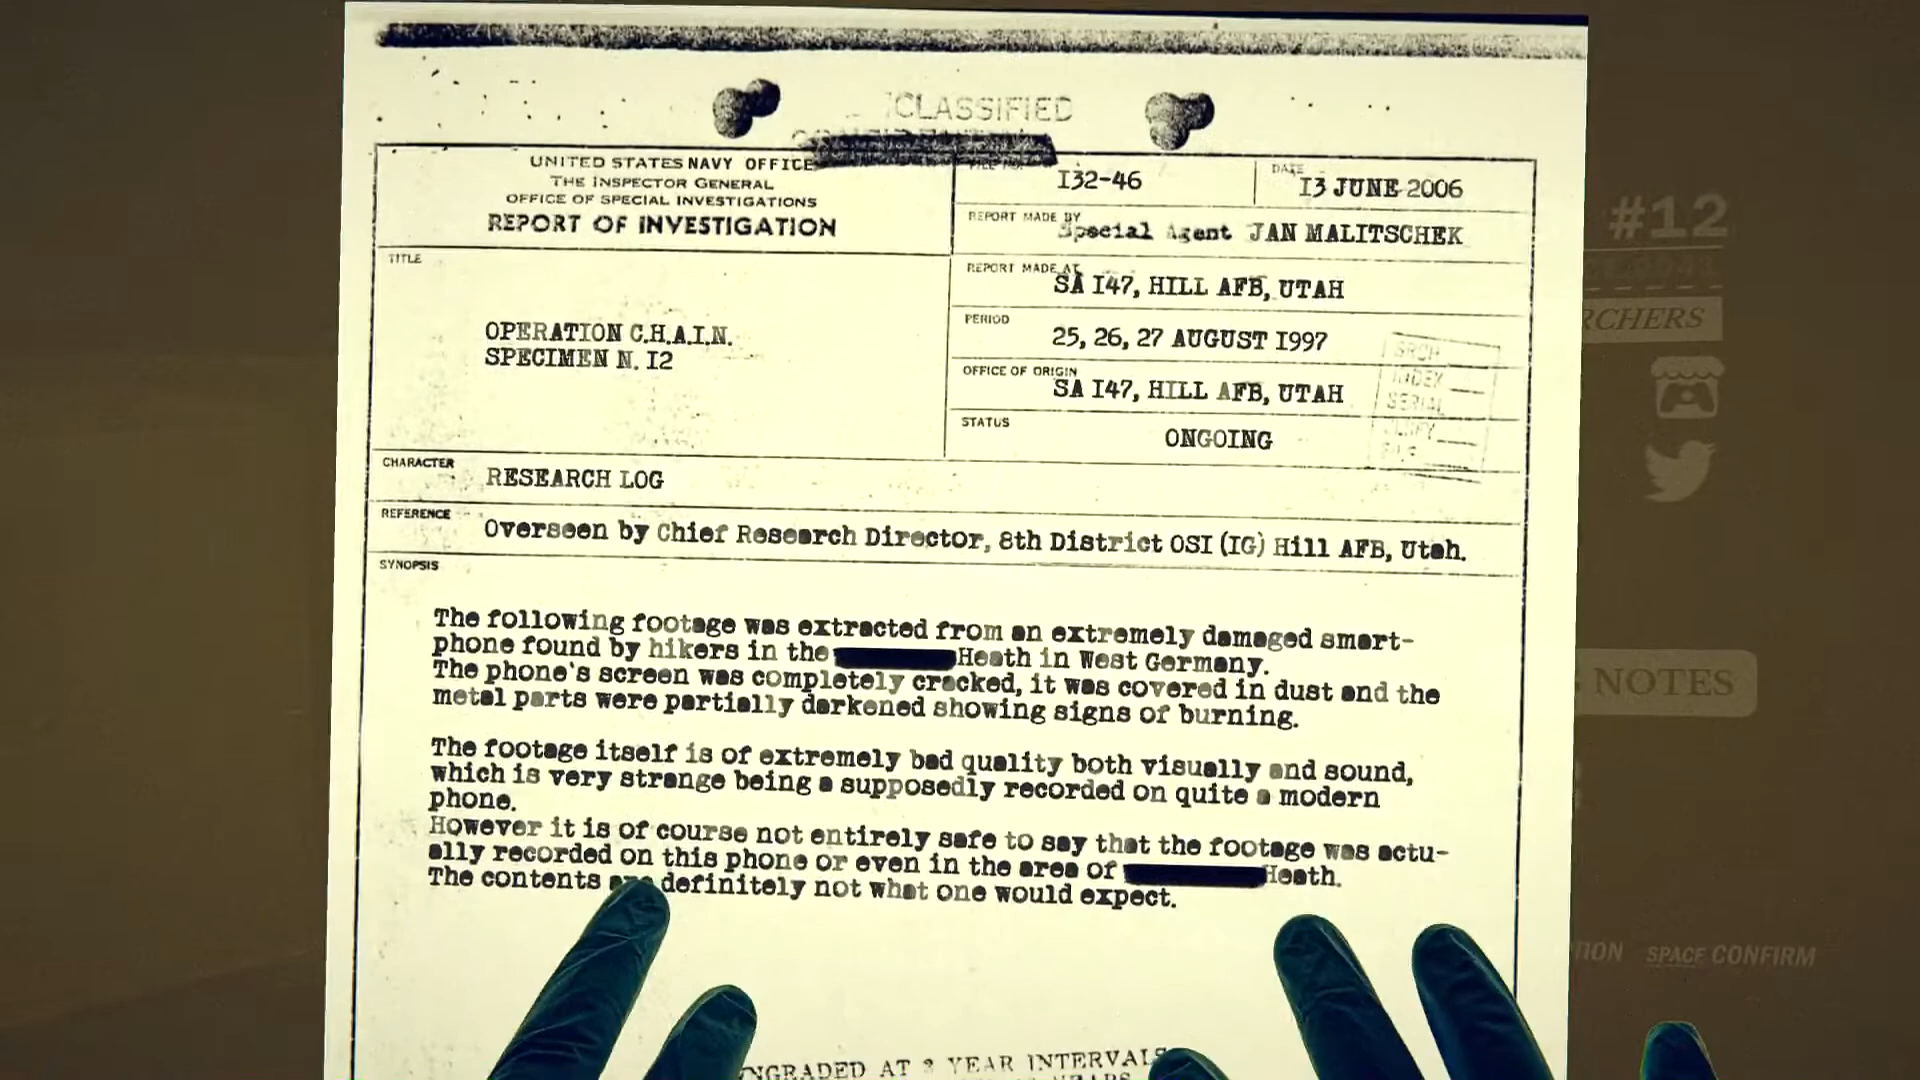 CLASSIFIED
UNITED STATES NAVY OFFICE
THE INSPECTOR GENERAL
OFFICE OF SPECIAL INVESTIGATIONS
REPORT OF INVESTIGATION
I32-46
DATE
I3 JUNE 2006
REPORT MADE BY
Special Agent JAN MALITSCHEK
TITLE
OPERATION C.H.A.I.N.
SPECIMEN N. I2
REPORT MADE AT
SA I47, HILL AFB, UTAH
PERIOD
25, 26, 27 AUGUST I997
OFFICE OF ORIGIN
SA I47, HILL AFB, UTAH
STATUS
ONGOING
INDEX
SERIAL
CHARACTER
RESEARCH LOG
REFERENCE
Overseen by Chief Research Director, 8th District OSI (IG) Hill AFB, Utah.
SYNOPSIS
The following footage was extracted from an extremely damaged smart-
phone found by hikers in the Heath in West Germany.
The phone's screen was completely cracked, it was covered in dust and the
metal parts were partially darkened showing signs of burning.
The footage itself is of extremely bad quality both visually and sound,
which is very strange being a supposedly recorded on quite a modern
phone.
However it is of course not entirely safe to say that the footage was actu-
ally recorded on this phone or even in the area of Heath.
The contents are definitely not what one would expect.
NGRADED AT 3 YEAR INTERVALS
#12
RCHERS
NOTES
TION SPACE CONFIRM